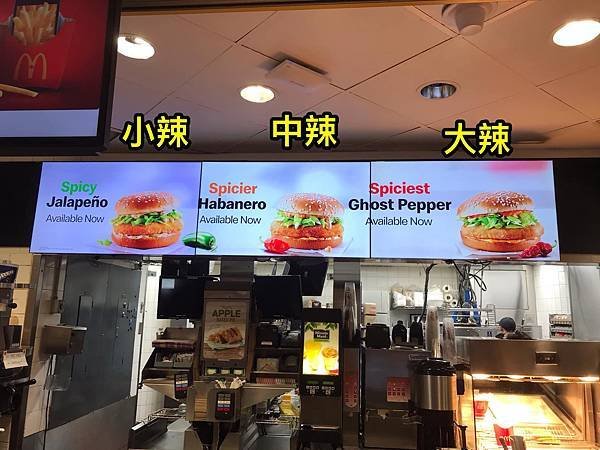 小辣
中辣
大辣
Spicy
Jalapeño
Available Now
Spicier
Habanero
Available Now
Spiciest
Ghost Pepper
Available Now
APPLE